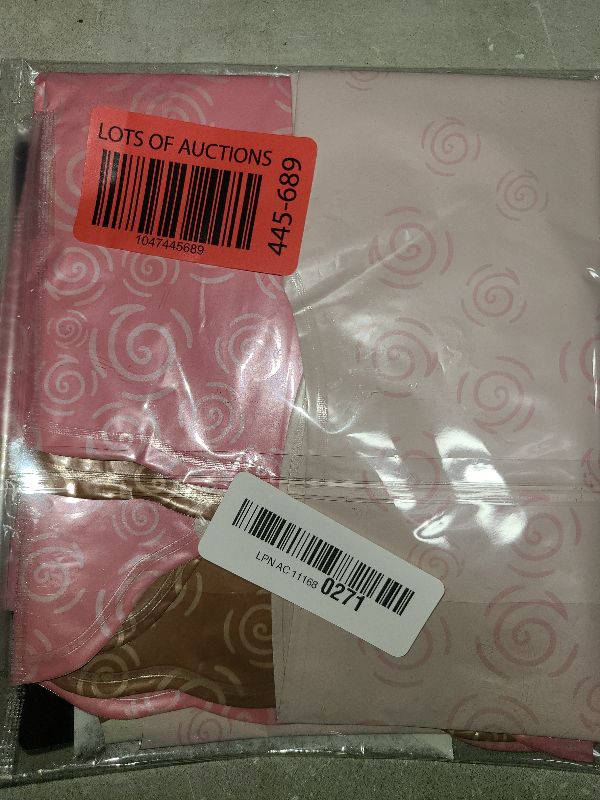 LOTS OF AUCTIONS
1047445689
445-689
LPN AC 11168 0271